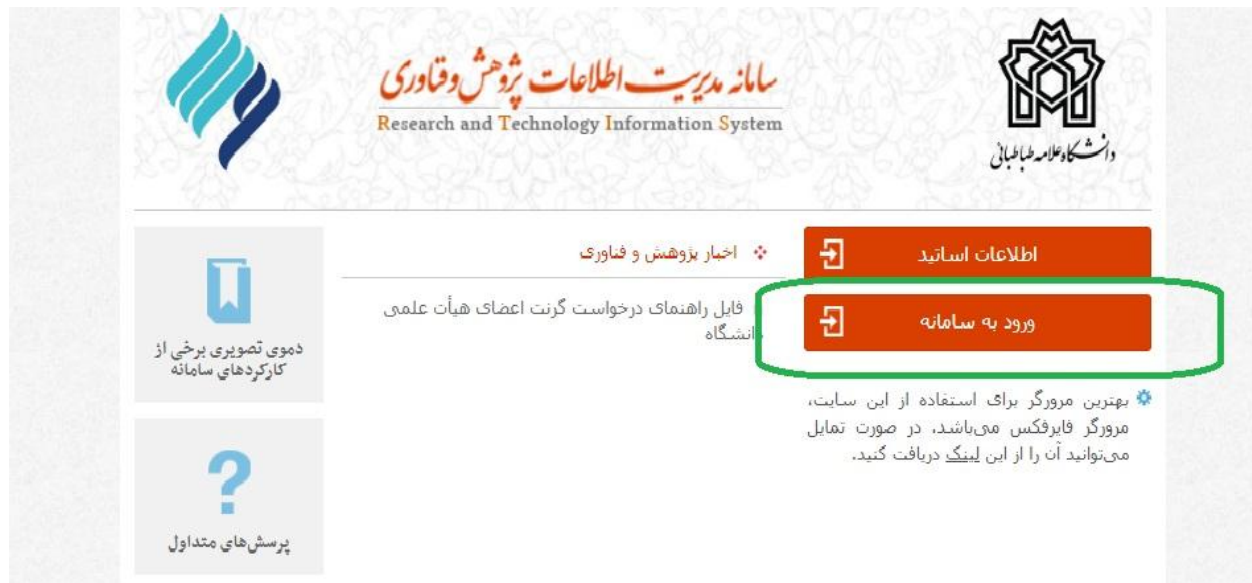 سامانه مدیریت اطلاعات پژوهش و فناوری
Research and Technology Information System
دانشگاه علامه طباطبائی
اطلاعات اساتید
ورود به سامانه
بهترین مرورگر برای استفاده از این سایت،
مرورگر فایرفکس می‌باشد، در صورت تمایل
می‌توانید آن را از این لینک دریافت کنید.
اخبار پژوهش و فناوری
فایل راهنمای درخواست گرنت اعضای هیأت علمی
دانشگاه
دموی تصویری برخی از
کارکردهای سامانه
پرسش‌های متداول